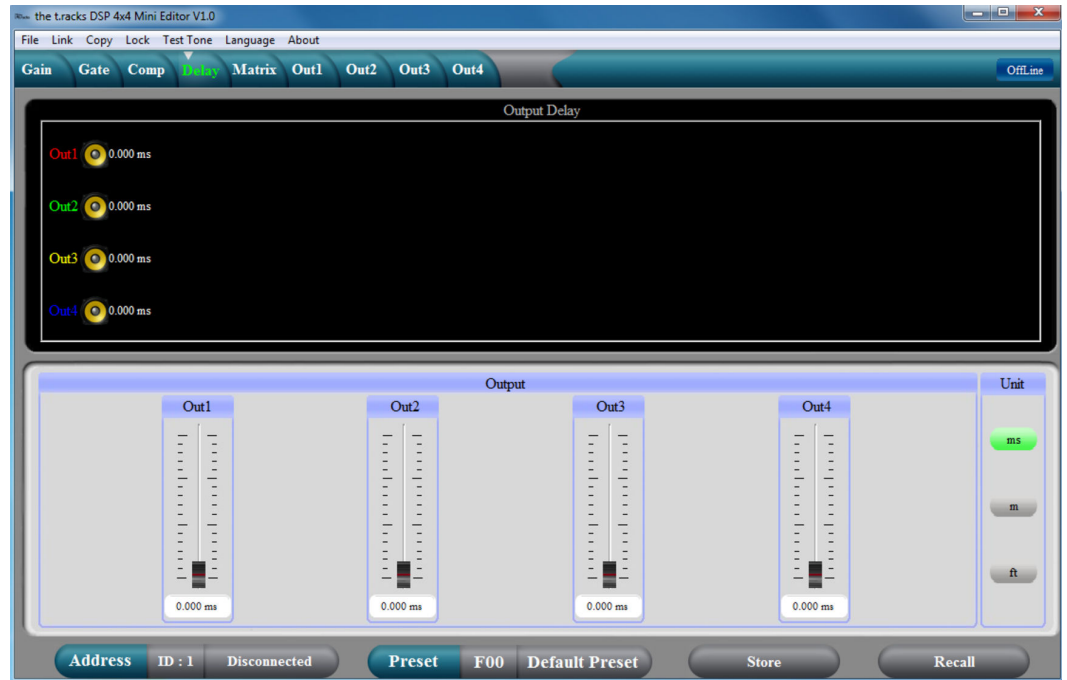 the t.racks DSP 4x4 Mini Editor V1.0
File Link Copy Lock Test Tone Language About
Gain Gate Comp Delay Matrix Out1 Out2 Out3 Out4 OffLine
Output Delay
Out1 0.000 ms
Out2 0.000 ms
Out3 0.000 ms
Out4 0.000 ms
Output Unit
Out1 Out2 Out3 Out4
ms
m
ft
0.000 ms 0.000 ms 0.000 ms 0.000 ms
Address ID : 1 Disconnected Preset F00 Default Preset Store Recall